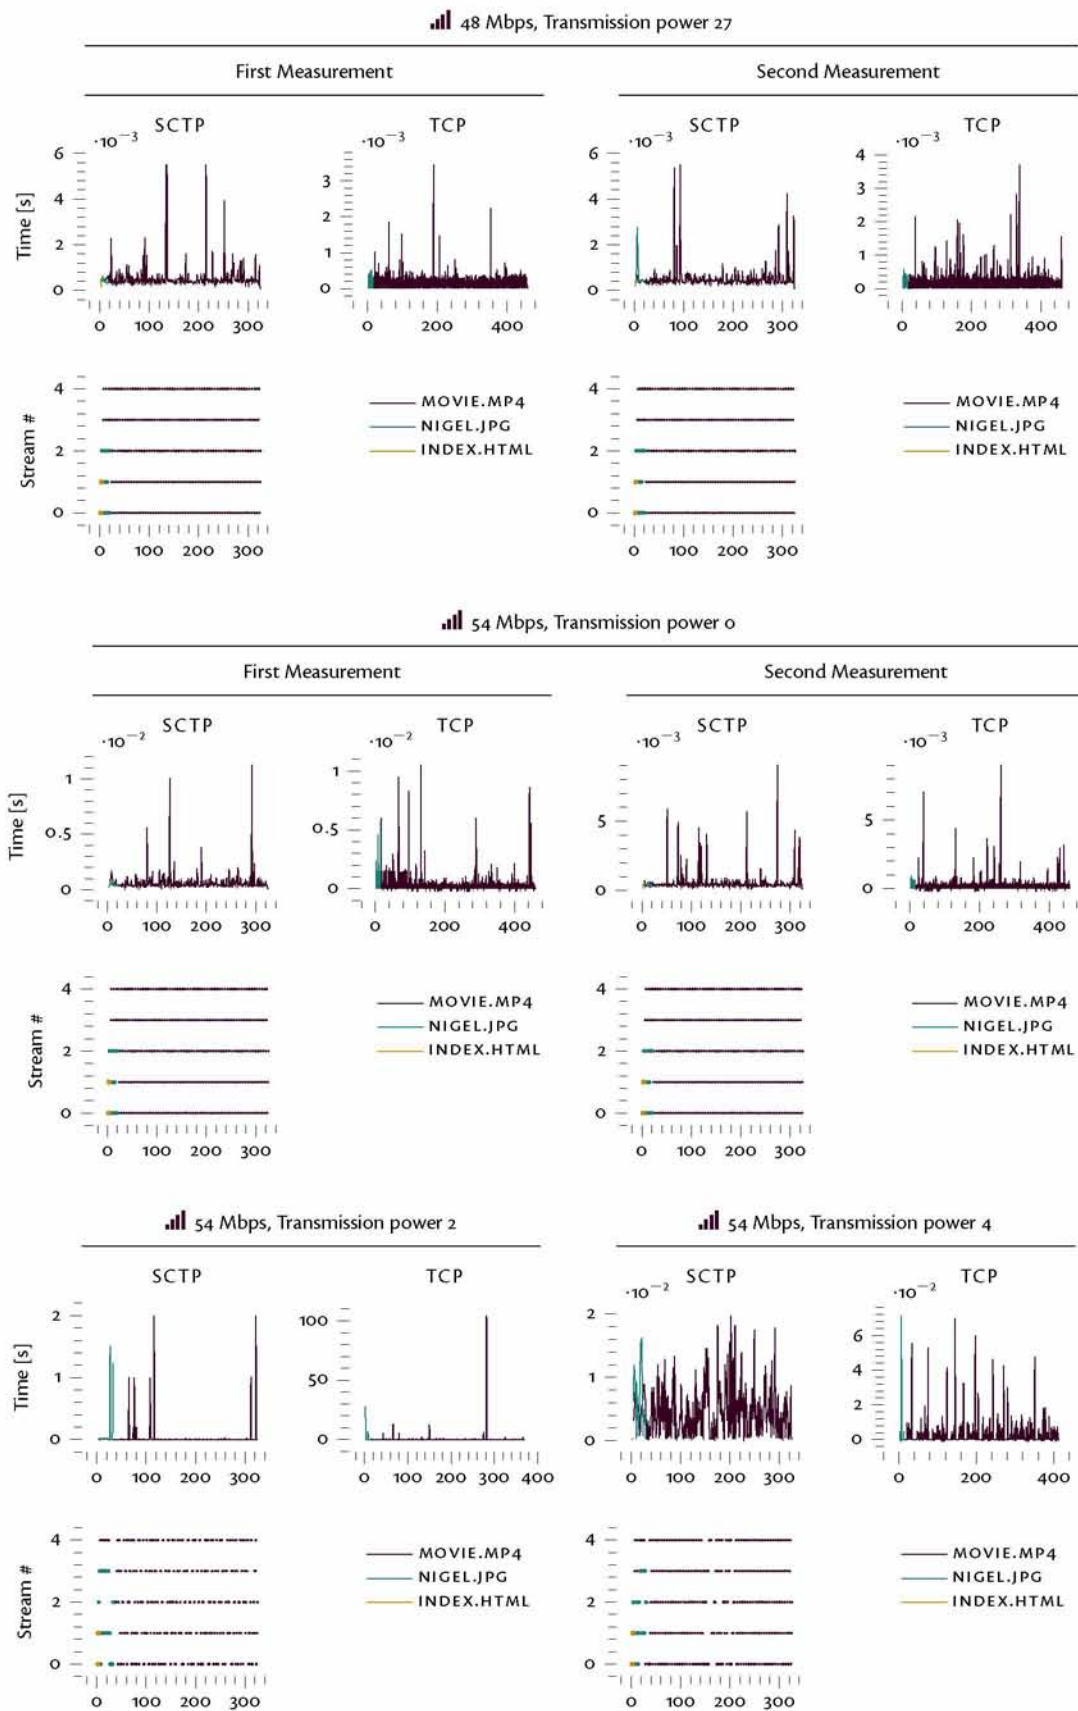 48 Mbps, Transmission power 27
First Measurement
Second Measurement
SCTP
TCP
SCTP
TCP
·10−3
·10−3
·10−3
·10−3
Time [s]
6
4
2
0
0 100 200 300
3
2
1
0
0 200 400
6
4
2
0
0 100 200 300
4
3
2
1
0
0 200 400
Stream #
4
2
0
0 100 200 300
MOVIE.MP4
NIGEL.JPG
INDEX.HTML
4
2
0
0 100 200 300
MOVIE.MP4
NIGEL.JPG
INDEX.HTML
54 Mbps, Transmission power 0
First Measurement
Second Measurement
SCTP
TCP
SCTP
TCP
·10−2
·10−2
·10−3
·10−3
Time [s]
1
0.5
0
0 100 200 300
1
0.5
0
0 200 400
5
0
0 100 200 300
5
0
0 200 400
Stream #
4
2
0
0 100 200 300
MOVIE.MP4
NIGEL.JPG
INDEX.HTML
4
2
0
0 100 200 300
MOVIE.MP4
NIGEL.JPG
INDEX.HTML
54 Mbps, Transmission power 2
54 Mbps, Transmission power 4
SCTP
TCP
SCTP
TCP
·10−2
·10−2
Time [s]
2
1
0
0 100 200 300
100
50
0
0 100 200 300 400
2
1
0
0 100 200 300
6
4
2
0
0 200 400
Stream #
4
2
0
0 100 200 300
MOVIE.MP4
NIGEL.JPG
INDEX.HTML
4
2
0
0 100 200 300
MOVIE.MP4
NIGEL.JPG
INDEX.HTML